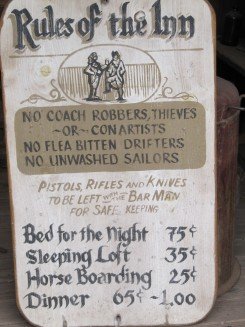 Rules of the Inn
NO COACH ROBBERS, THIEVES
~OR~ CON ARTISTS
NO FLEA BITTEN DRIFTERS
NO UNWASHED SAILORS
PISTOLS, RIFLES AND KNIVES
TO BE LEFT WITH THE BAR MAN
FOR SAFE KEEPING
Bed for the Night 75¢
Sleeping Loft 35¢
Horse Boarding 25¢
Dinner 65¢ - 1.00